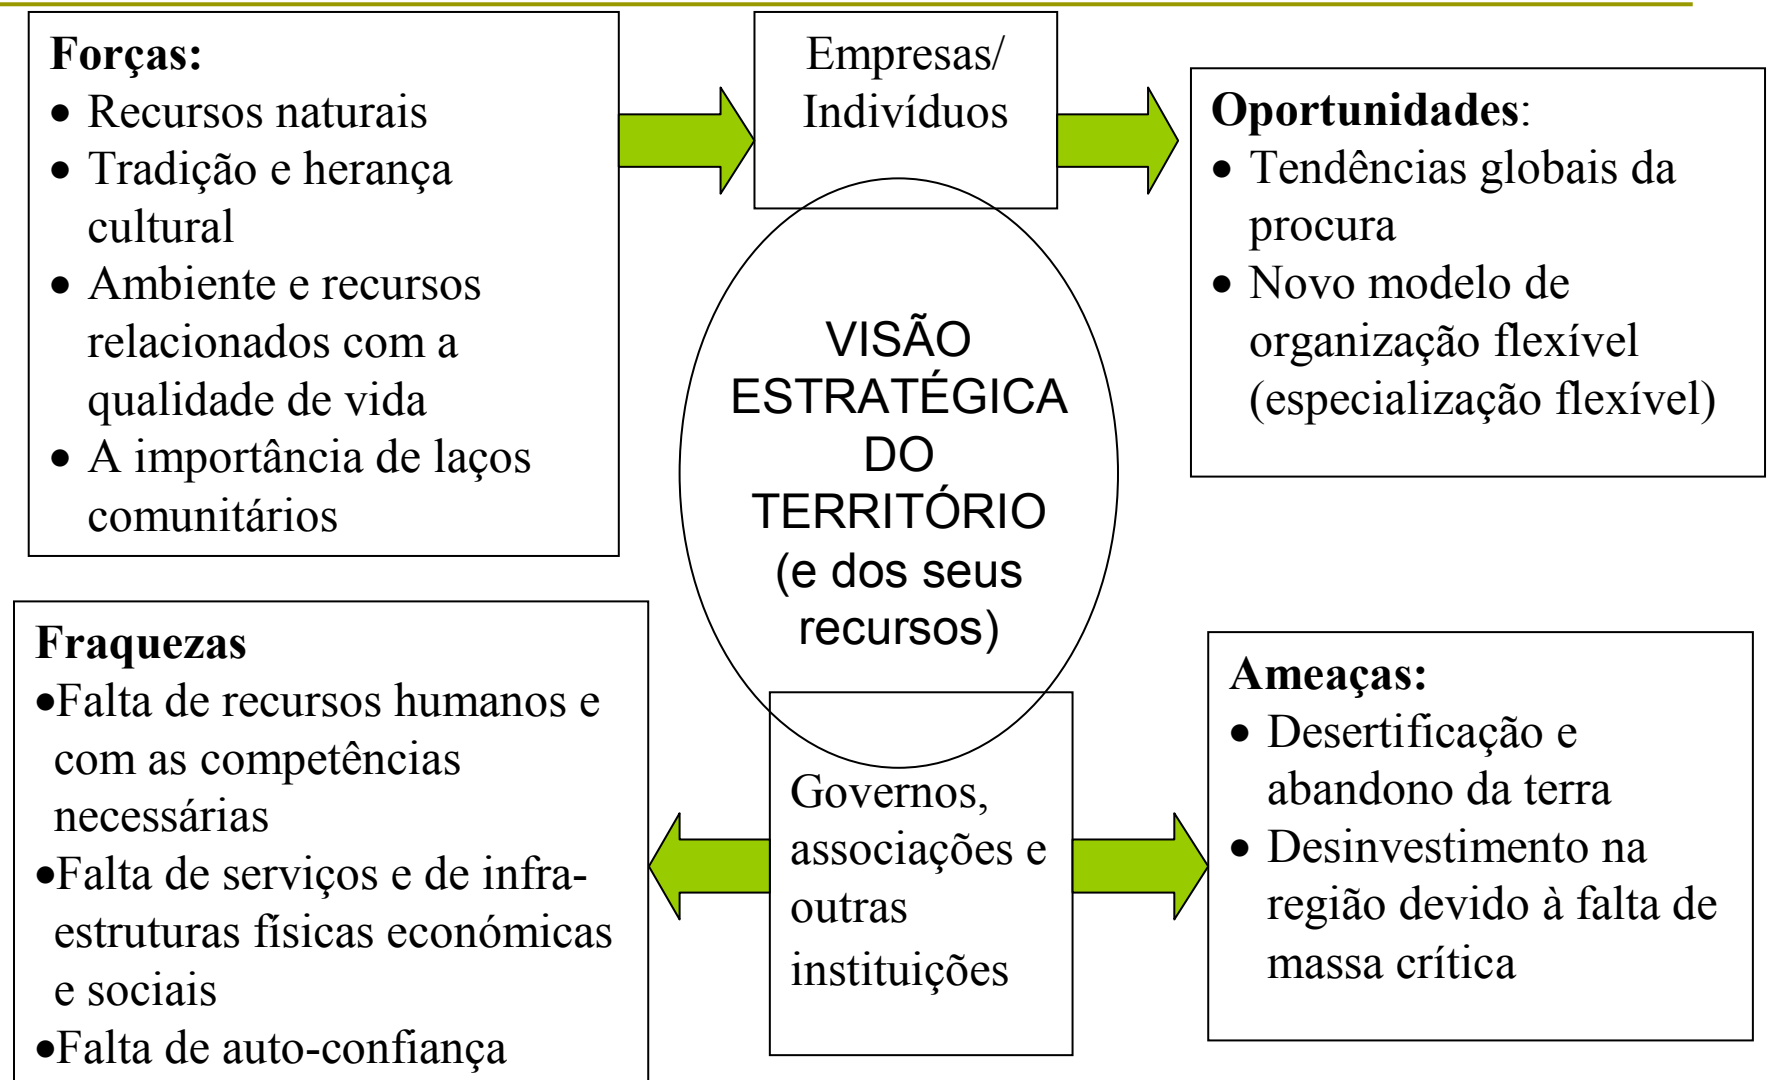 Forças:
• Recursos naturais
• Tradição e herança
cultural
• Ambiente e recursos
relacionados com a
qualidade de vida
• A importância de laços
comunitários
Empresas/
Indivíduos
Oportunidades:
• Tendências globais da
procura
• Novo modelo de
organização flexível
(especialização flexível)
VISÃO
ESTRATÉGICA
DO
TERRITÓRIO
(e dos seus
recursos)
Fraquezas
•Falta de recursos humanos e
com as competências
necessárias
•Falta de serviços e de infra-
estruturas físicas económicas
e sociais
•Falta de auto-confiança
Governos,
associações e
outras
instituições
Ameaças:
• Desertificação e
abandono da terra
• Desinvestimento na
região devido à falta de
massa crítica